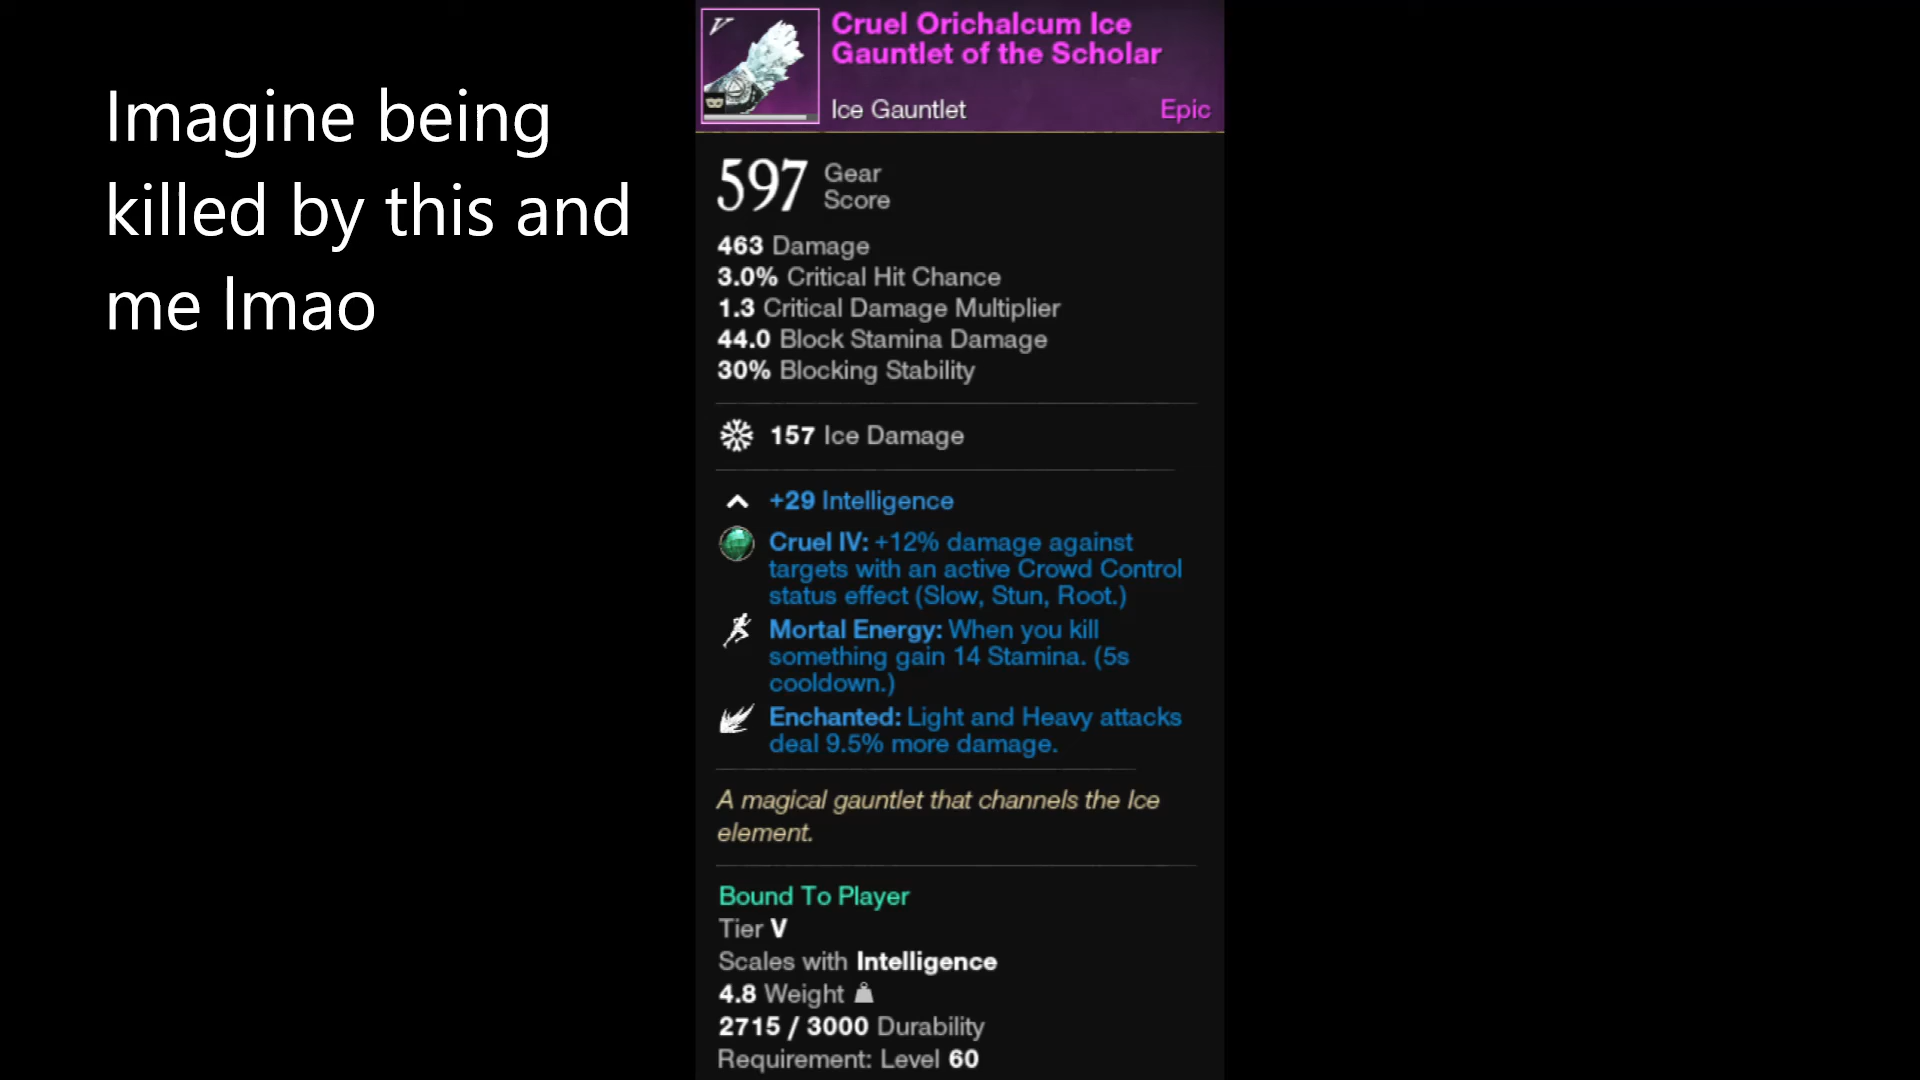 Imagine being
killed by this and
me lmao
V
Cruel Orichalcum Ice
Gauntlet of the Scholar
Ice Gauntlet
Epic
597 Gear
Score
463 Damage
3.0% Critical Hit Chance
1.3 Critical Damage Multiplier
44.0 Block Stamina Damage
30% Blocking Stability
157 Ice Damage
+29 Intelligence
Cruel IV: +12% damage against
targets with an active Crowd Control
status effect (Slow, Stun, Root.)
Mortal Energy: When you kill
something gain 14 Stamina. (5s
cooldown.)
Enchanted: Light and Heavy attacks
deal 9.5% more damage.
A magical gauntlet that channels the Ice
element.
Bound To Player
Tier V
Scales with Intelligence
4.8 Weight
2715 / 3000 Durability
Requirement: Level 60